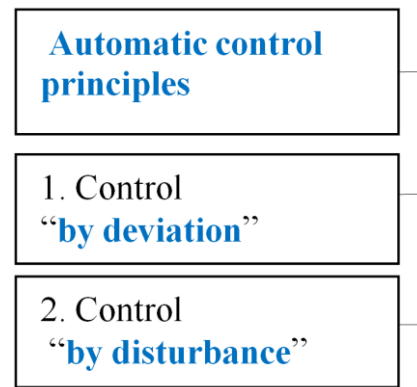 Automatic control
principles
1. Control
“by deviation”
2. Control
“by disturbance”